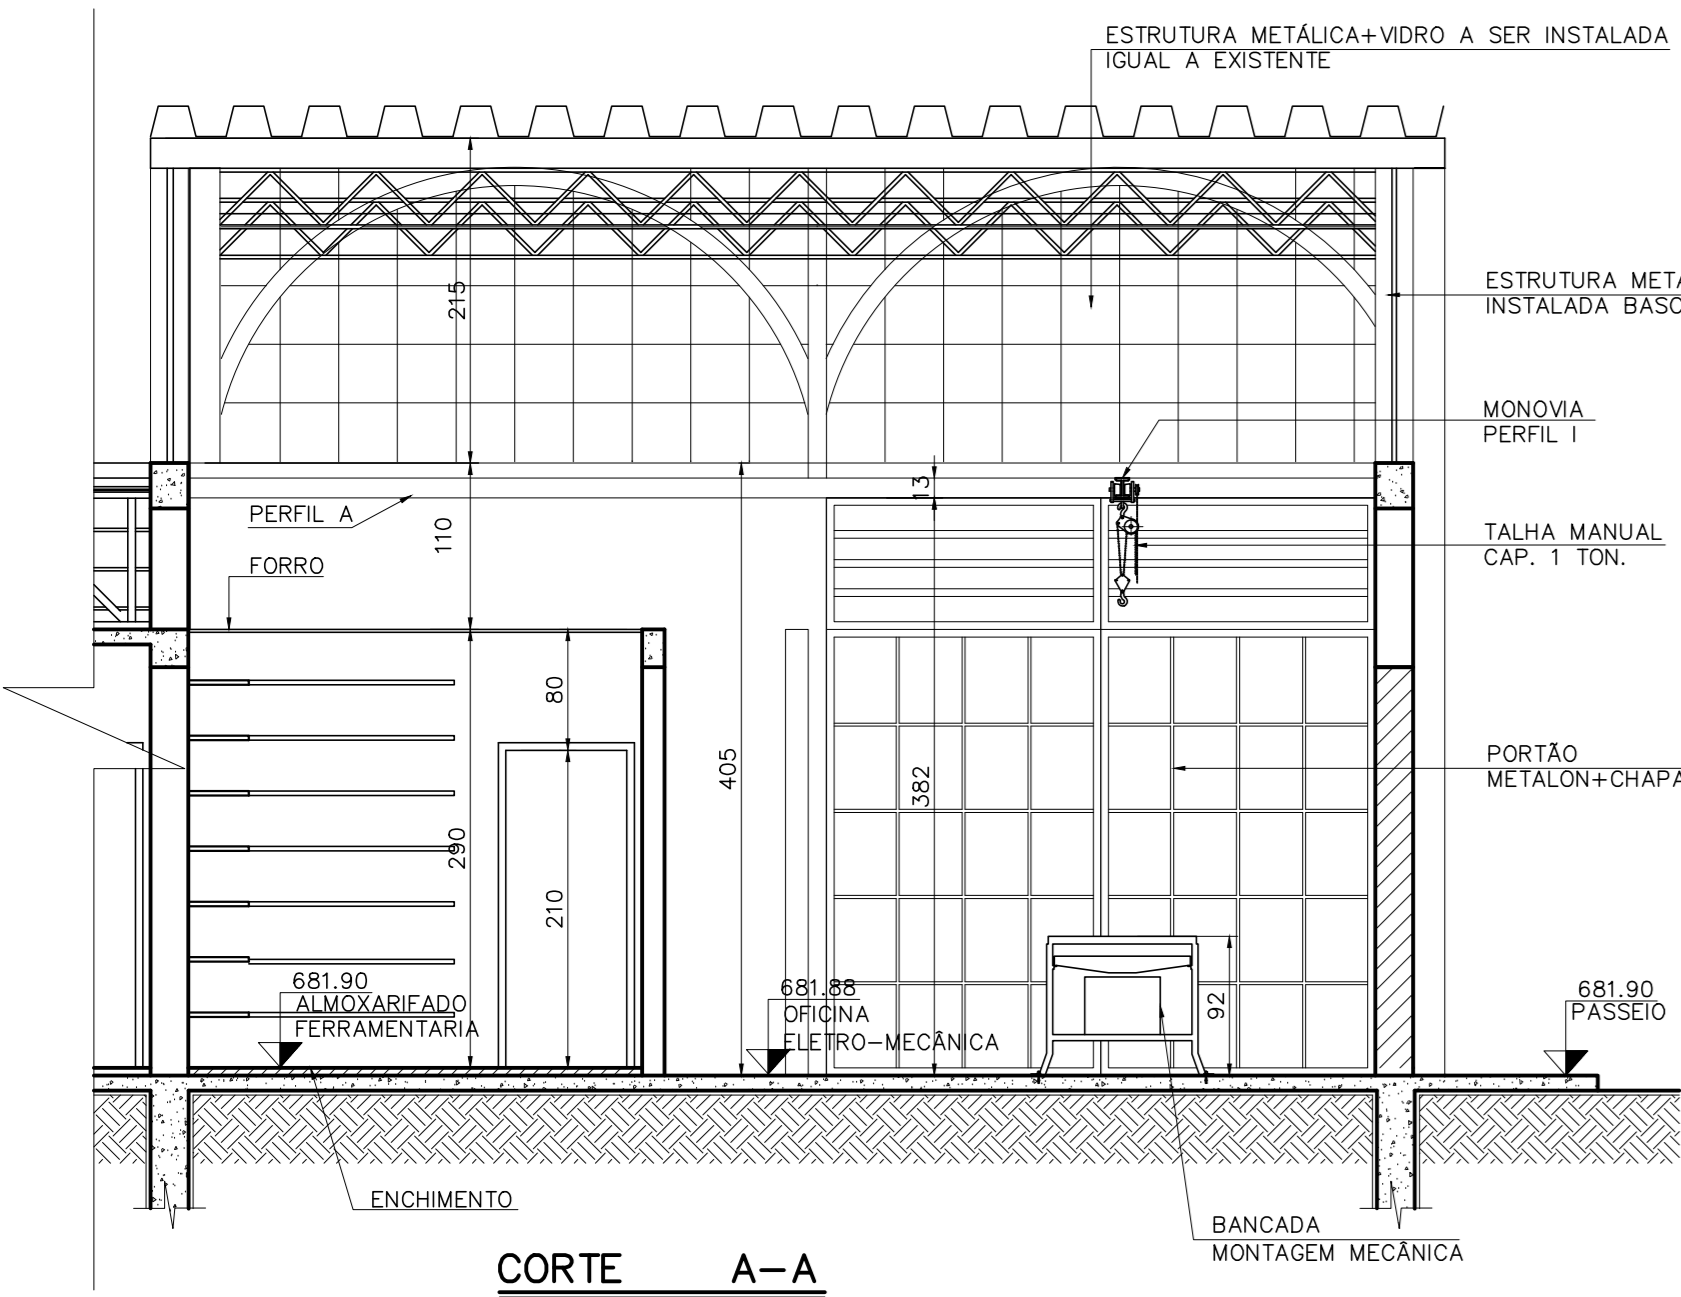 ESTRUTURA METÁLICA+VIDRO A SER INSTALADA
IGUAL A EXISTENTE
215
ESTRUTURA META
INSTALADA BASC
MONOVIA
PERFIL I
13
PERFIL A
110
TALHA MANUAL
CAP. 1 TON.
FORRO
80
405
382
PORTÃO
METALON+CHAPA
290
210
92
681.90
ALMOXARIFADO
FERRAMENTARIA
681.88
OFICINA
ELETRO-MECÂNICA
681.90
PASSEIO
ENCHIMENTO
BANCADA
MONTAGEM MECÂNICA
CORTE A-A